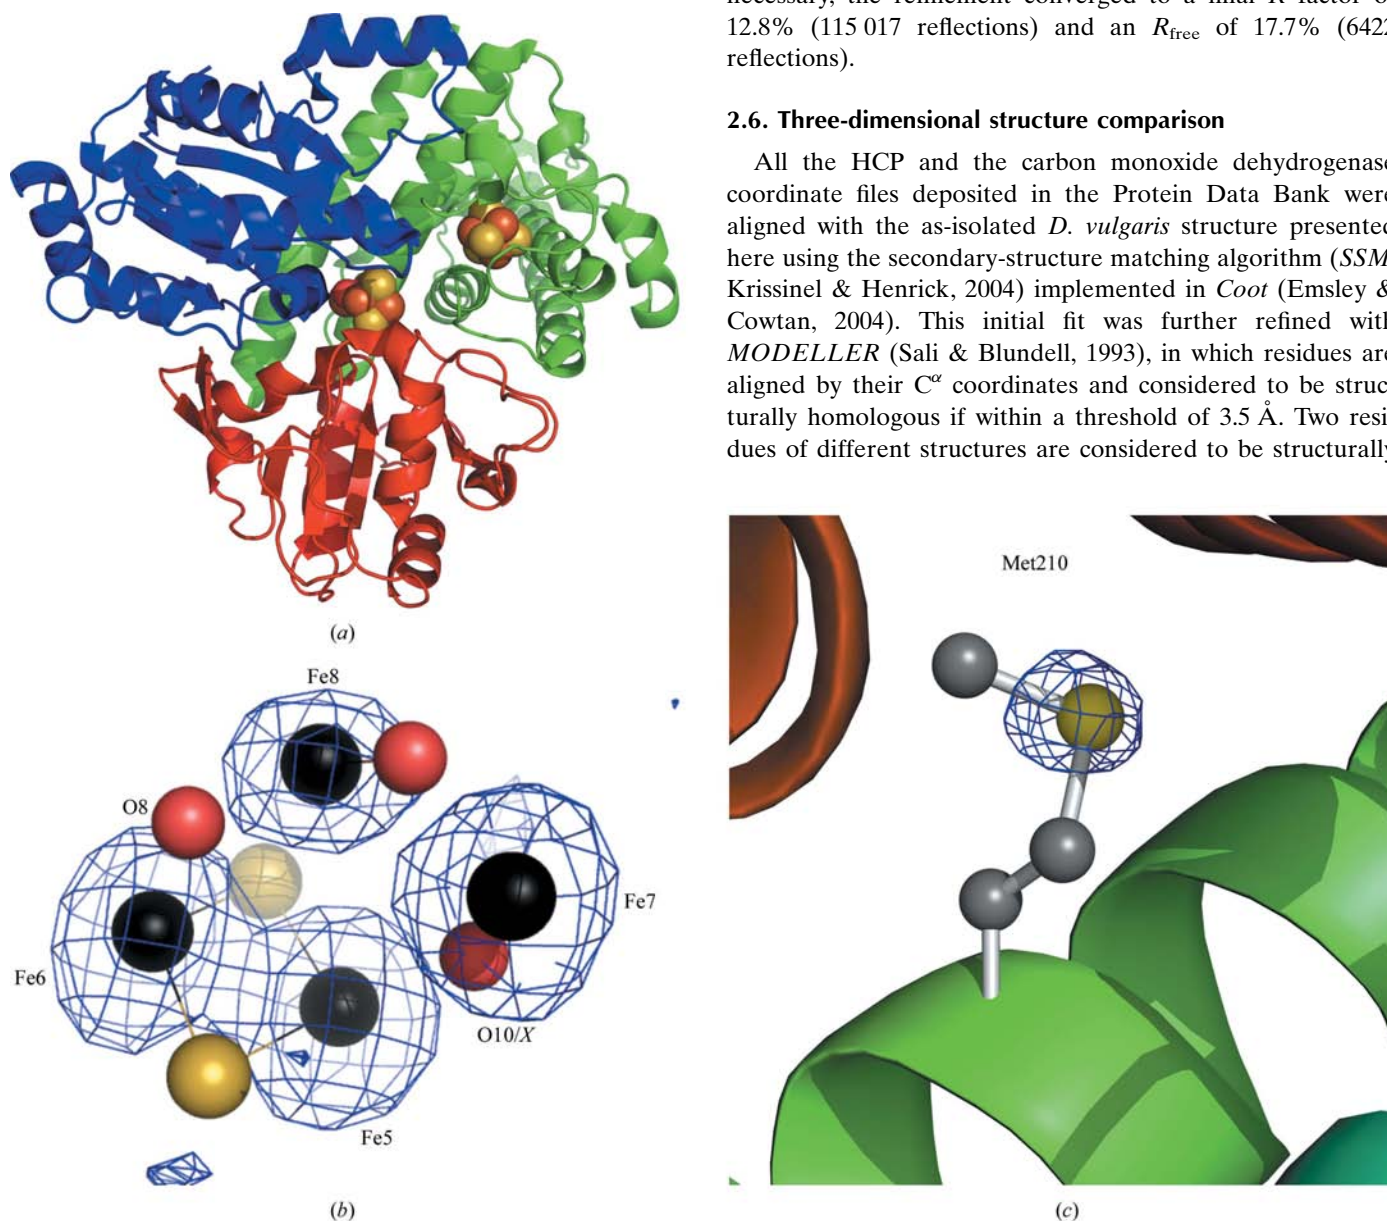 12.8% (115 017 reflections) and an Rfree of 17.7% (6422
reflections).
2.6. Three-dimensional structure comparison
All the HCP and the carbon monoxide dehydrogenase
coordinate files deposited in the Protein Data Bank were
aligned with the as-isolated D. vulgaris structure presented
here using the secondary-structure matching algorithm (SSM
Krissinel & Henrick, 2004) implemented in Coot (Emsley &
Cowtan, 2004). This initial fit was further refined with
MODELLER (Sali & Blundell, 1993), in which residues are
aligned by their Cα coordinates and considered to be struc
turally homologous if within a threshold of 3.5 Å. Two resi
dues of different structures are considered to be structurally
(a)
Fe8
O8
Fe7
Fe6
O10/X
Fe5
(b)
Met210
(c)